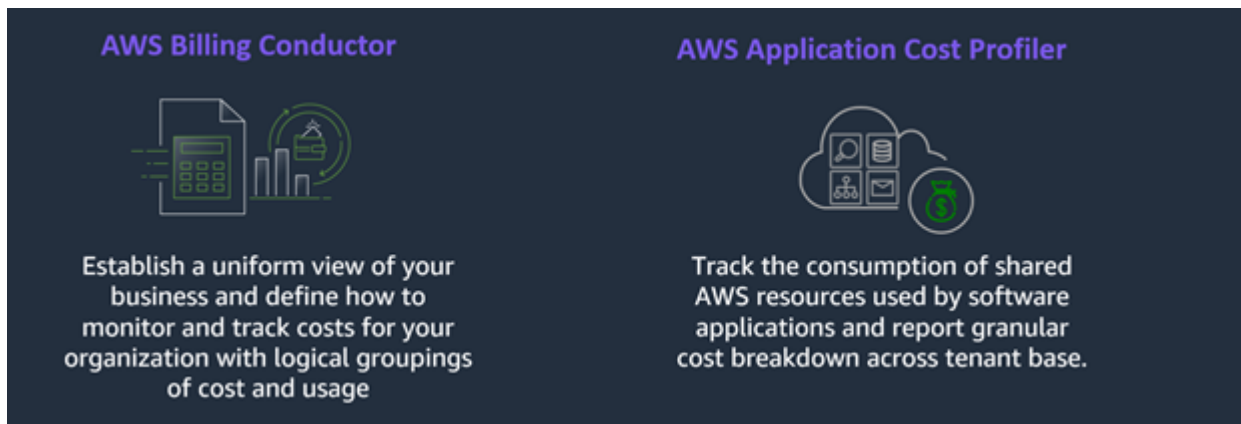 AWS Billing Conductor
Establish a uniform view of your
business and define how to
monitor and track costs for your
organization with logical groupings
of cost and usage
AWS Application Cost Profiler
$
Track the consumption of shared
AWS resources used by software
applications and report granular
cost breakdown across tenant base.